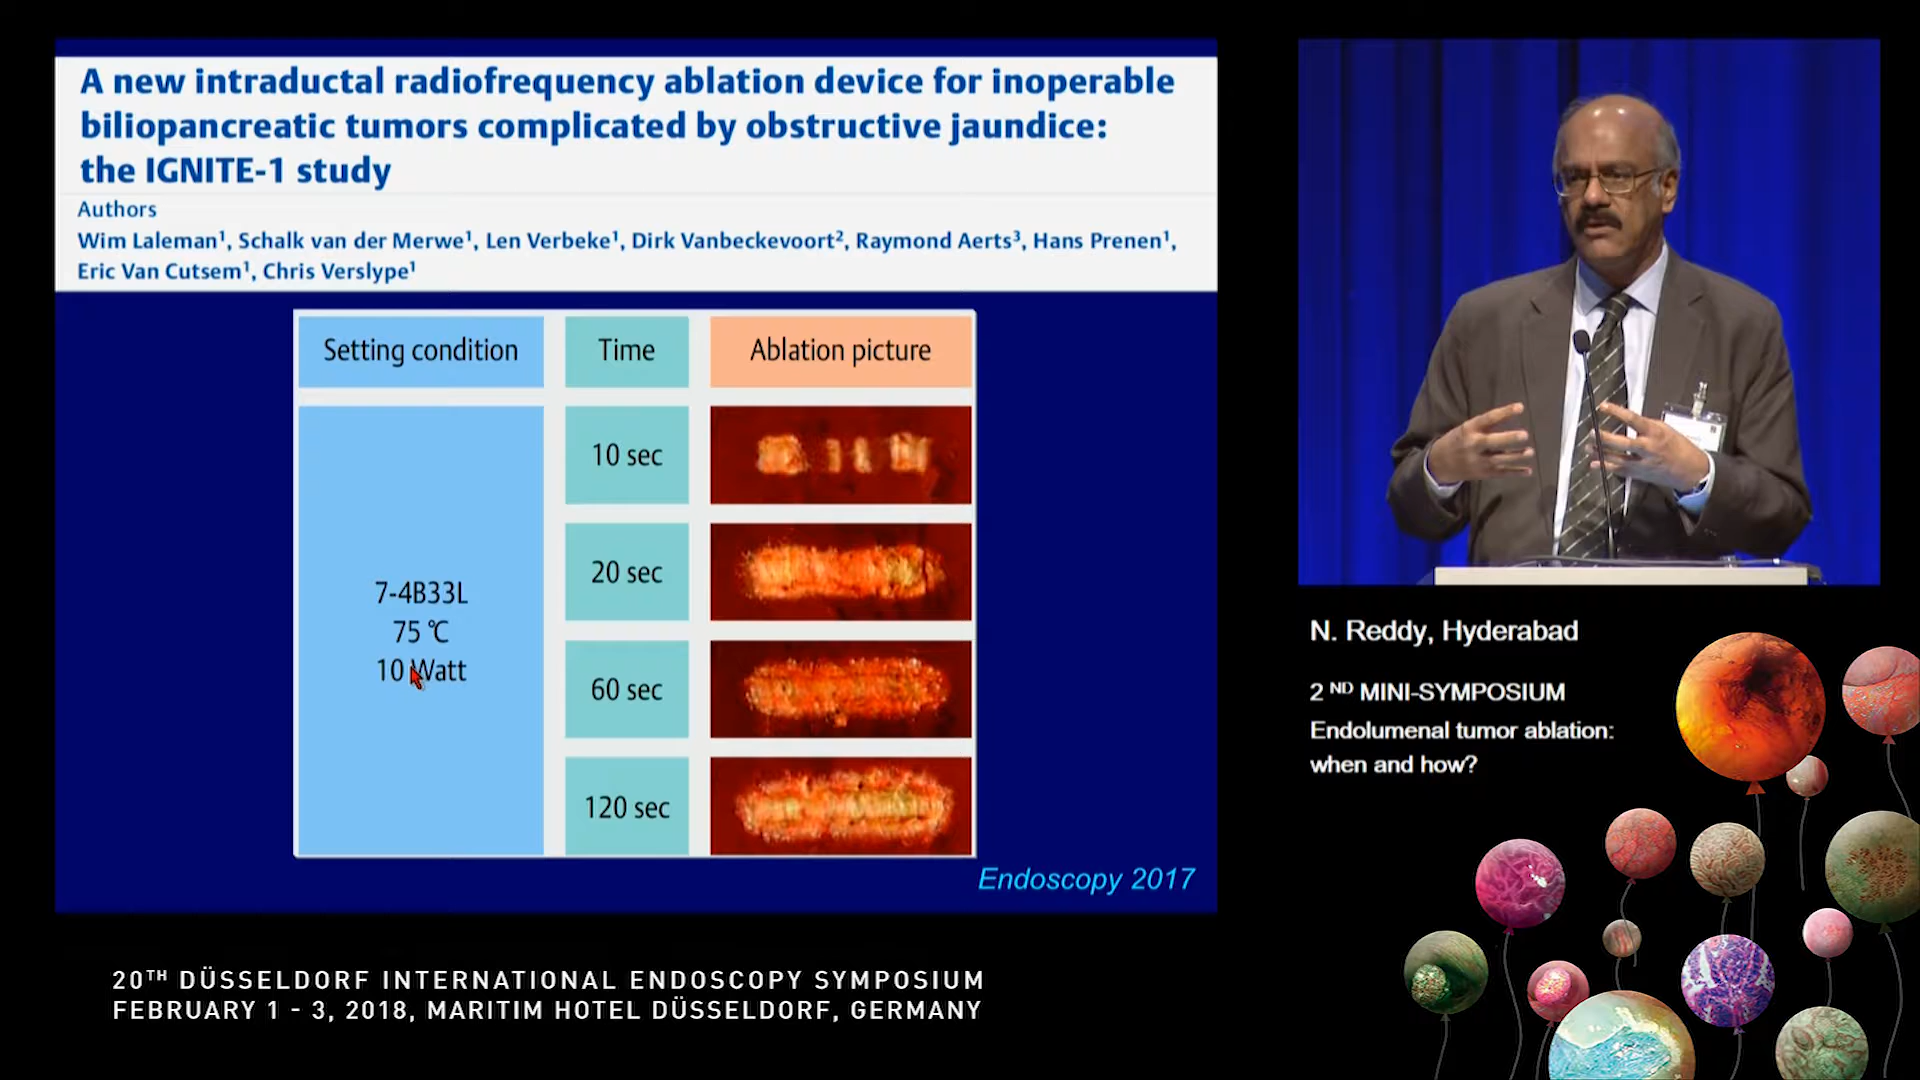 A new intraductal radiofrequency ablation device for inoperable
biliopancreatic tumors complicated by obstructive jaundice:
the IGNITE-1 study
Authors
Wim Laleman¹, Schalk van der Merwe¹, Len Verbeke¹, Dirk Vanbeckevoort², Raymond Aerts³, Hans Prenen¹,
Eric Van Cutsem¹, Chris Verslype¹
Setting condition
Time
Ablation picture
7-4B33L
75 °C
10 Watt
10 sec
20 sec
60 sec
120 sec
Endoscopy 2017
N. Reddy, Hyderabad
2 ND MINI-SYMPOSIUM
Endolumenal tumor ablation:
when and how?
20TH DÜSSELDORF INTERNATIONAL ENDOSCOPY SYMPOSIUM
FEBRUARY 1 - 3, 2018, MARITIM HOTEL DÜSSELDORF, GERMANY